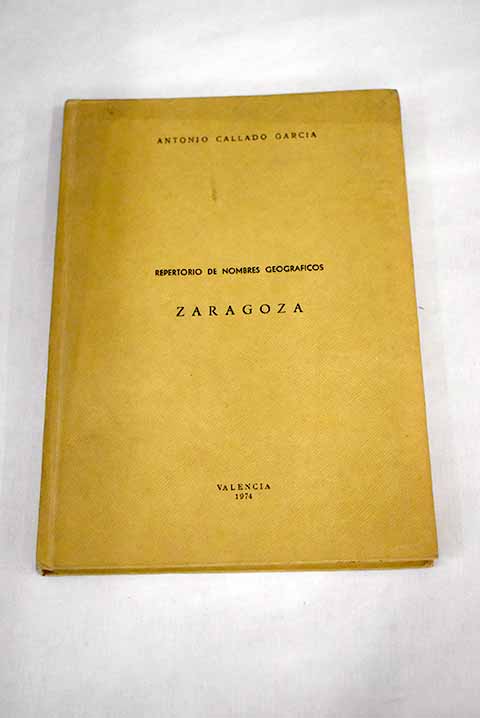 ANTONIO CALLADO GARCIA
REPERTORIO DE NOMBRES GEOGRAFICOS
ZARAGOZA
VALENCIA
1974